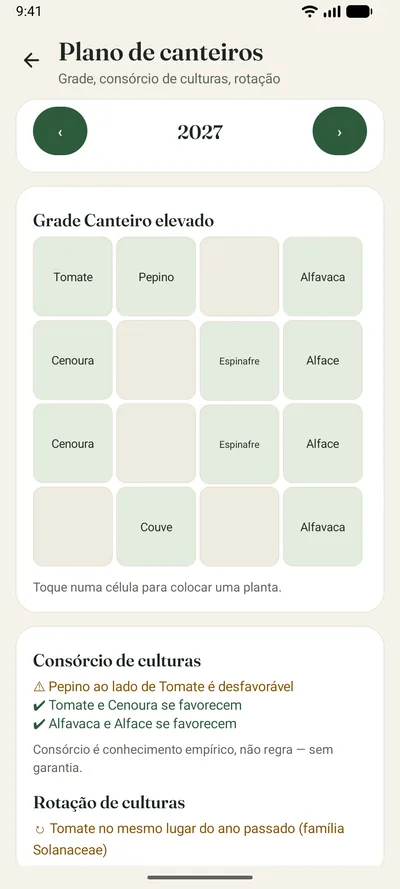 9:41
Plano de canteiros
Grade, consórcio de culturas, rotação
‹ 2027 ›
Grade Canteiro elevado
Tomate Pepino Alfavaca
Cenoura Espinafre Alface
Cenoura Espinafre Alface
Couve Alfavaca
Toque numa célula para colocar uma planta.
Consórcio de culturas
⚠ Pepino ao lado de Tomate é desfavorável
✔ Tomate e Cenoura se favorecem
✔ Alfavaca e Alface se favorecem
Consórcio é conhecimento empírico, não regra — sem
garantia.
Rotação de culturas
↻ Tomate no mesmo lugar do ano passado (família
Solanaceae)